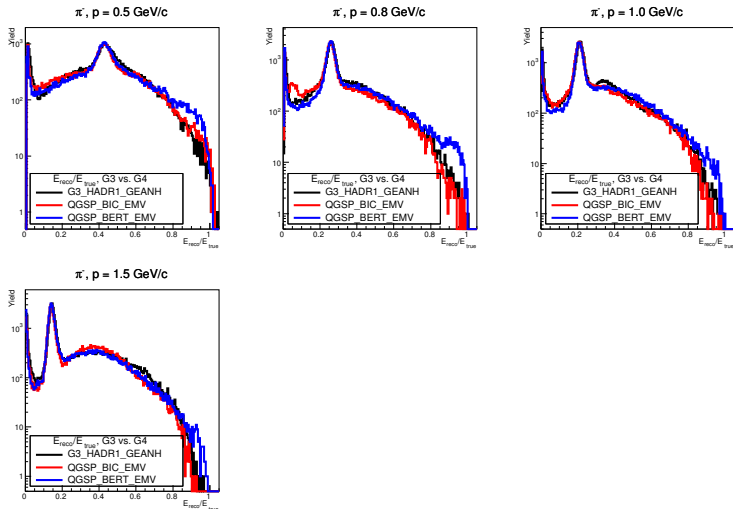 π⁻, p = 0.5 GeV/c
Yield
10³
10²
10
1
E_reco/E_true, G3 vs. G4
G3_HADR1_GEANH
QGSP_BIC_EMV
QGSP_BERT_EMV
0 0.2 0.4 0.6 0.8 1
E_reco/E_true
π⁻, p = 0.8 GeV/c
Yield
10³
10²
10
1
E_reco/E_true, G3 vs. G4
G3_HADR1_GEANH
QGSP_BIC_EMV
QGSP_BERT_EMV
0 0.2 0.4 0.6 0.8 1
E_reco/E_true
π⁻, p = 1.0 GeV/c
Yield
10³
10²
10
1
E_reco/E_true, G3 vs. G4
G3_HADR1_GEANH
QGSP_BIC_EMV
QGSP_BERT_EMV
0 0.2 0.4 0.6 0.8 1
E_reco/E_true
π⁻, p = 1.5 GeV/c
Yield
10³
10²
10
1
E_reco/E_true, G3 vs. G4
G3_HADR1_GEANH
QGSP_BIC_EMV
QGSP_BERT_EMV
0 0.2 0.4 0.6 0.8 1
E_reco/E_true